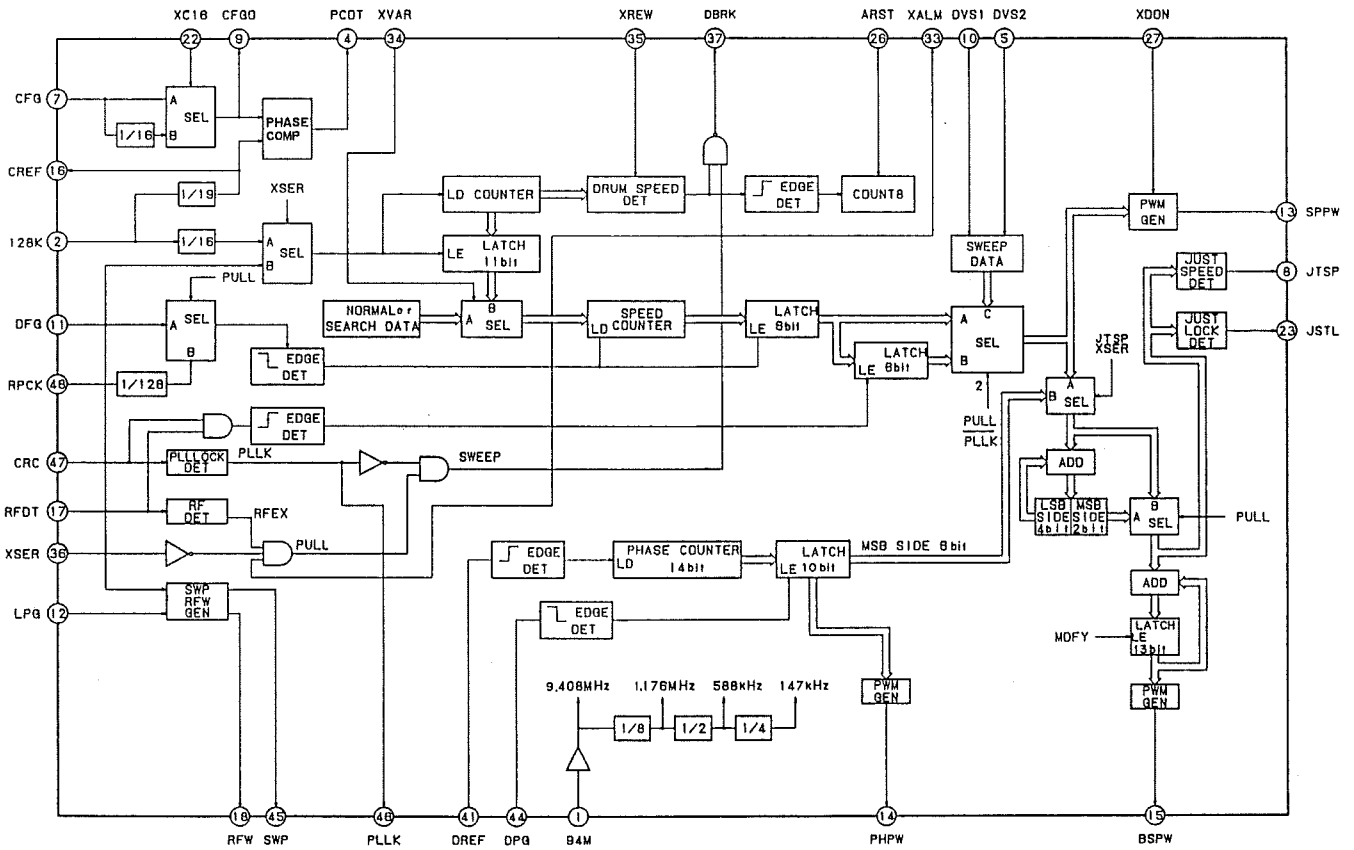 XC16 CFGO PCDT XVAR XREW DBRK ARST XALM DVS1 DVS2 XDON
22 9 4 34 35 37 26 33 10 5 27
CFG 7
A
SEL
B
1/16
PHASE
COMP
CREF 16
1/19
XSER
128K 2
1/16
A
SEL
B
LD COUNTER
DRUM SPEED
DET
EDGE
DET
COUNT8
LE LATCH
11bit
PWM
GEN
13 SPPW
SWEEP
DATA
JUST
SPEED
DET
8 JTSP
PULL
SEL
A
B
DFG 11
NORMAL or
SEARCH DATA
B
A SEL
SPEED
LD COUNTER
LATCH
LE 8bit
C
A
SEL
B
JUST
LOCK
DET
23 JSTL
EDGE
DET
LATCH
LE 8bit
JTSP
XSER
RPCK 48
1/128
2
PULL
PLLK
A
B SEL
EDGE
DET
CRC 47
PLLLOCK
DET
PLLK
SWEEP
ADD
RFDT 17
RF
DET
RFEX
LSB
SIDE
4bit
MSB
SIDE
2bit
B
A SEL
PULL
XSER 36
PULL
EDGE
DET
PHASE COUNTER
LD 14bit
LATCH
LE 10bit
MSB SIDE 8bit
SWP
RFW
GEN
ADD
LPG 12
EDGE
DET
MDFY
LATCH
LE
13bit
9.408MHz 1.176MHz 588kHz 147kHz
PWM
GEN
PWM
GEN
1/8 1/2 1/4
18 45 46 41 44 1 14 15
RFW SWP PLLK DREF DPG 94M PHPW BSPW